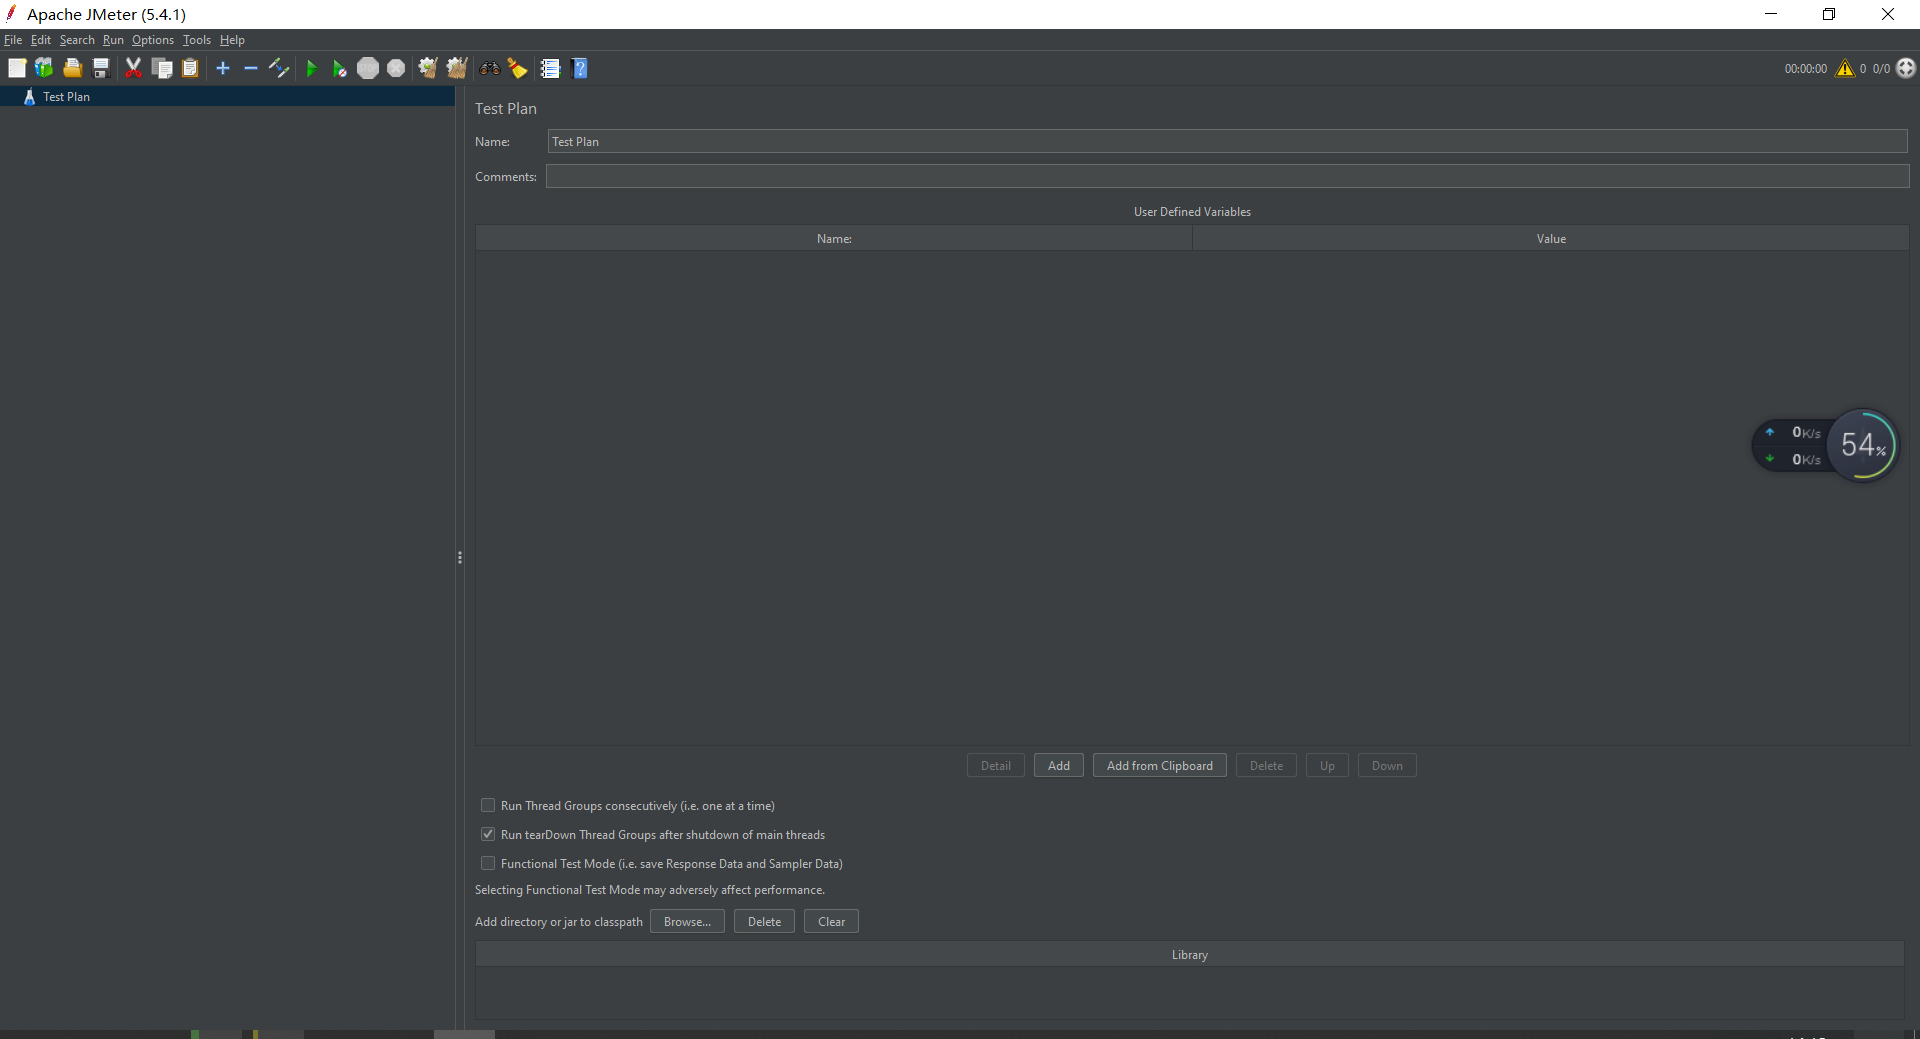 Apache JMeter (5.4.1)
File Edit Search Run Options Tools Help
00:00:00 0 0/0
Test Plan
Test Plan
Name: Test Plan
Comments:
User Defined Variables
Name: Value
0K/s
0K/s
54%
Detail Add Add from Clipboard Delete Up Down
Run Thread Groups consecutively (i.e. one at a time)
Run tearDown Thread Groups after shutdown of main threads
Functional Test Mode (i.e. save Response Data and Sampler Data)
Selecting Functional Test Mode may adversely affect performance.
Add directory or jar to classpath Browse... Delete Clear
Library